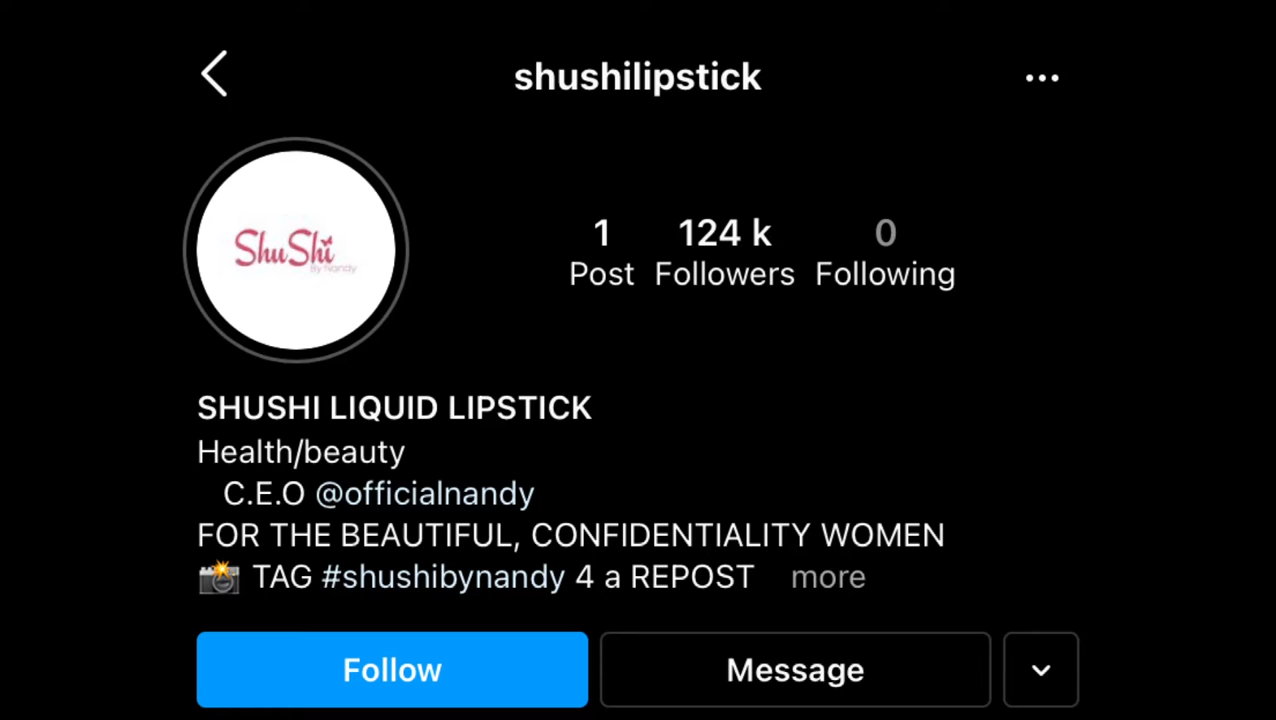 shushilipstick
ShuShi
By Nandy
1 124 k 0
Post Followers Following
SHUSHI LIQUID LIPSTICK
Health/beauty
C.E.O @officialnandy
FOR THE BEAUTIFUL, CONFIDENTIALITY WOMEN
TAG #shushibynandy 4 a REPOST more
Follow Message